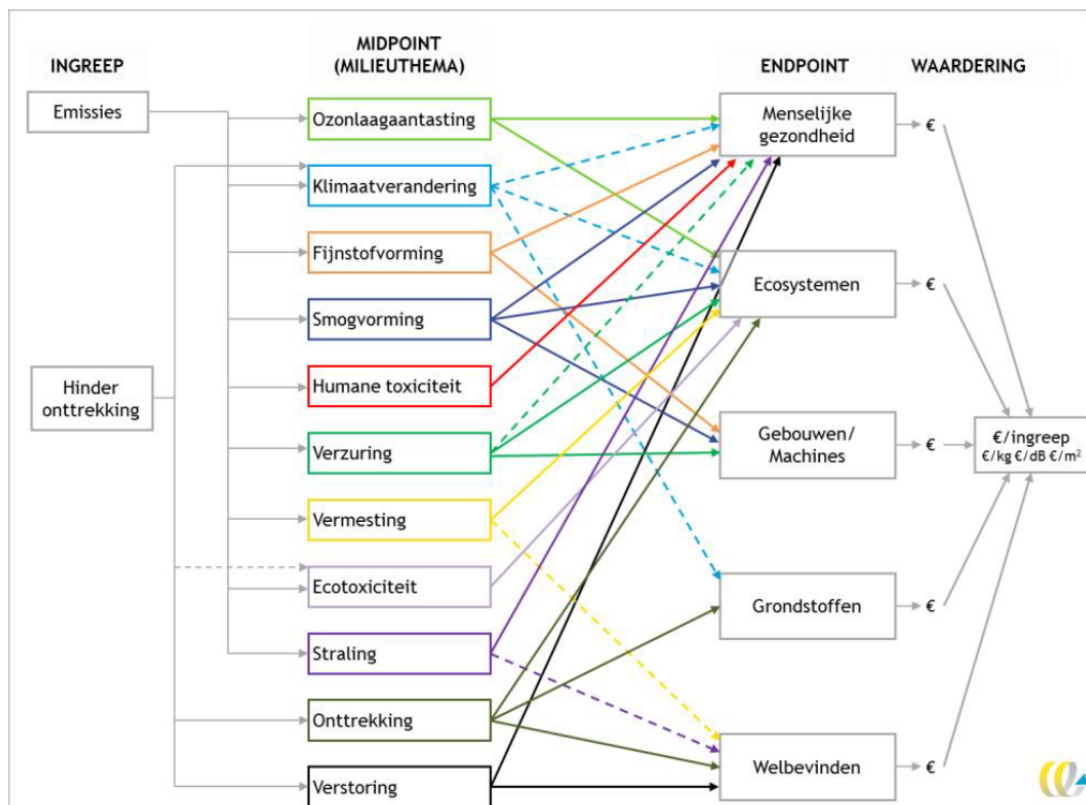 INGREEP
MIDPOINT
(MILIEUTHEMA)
ENDPOINT
WAARDERING
Emissies
Hinder
onttrekking
Ozonlaagaantasting
Klimaatverandering
Fijnstofvorming
Smogvorming
Humane toxiciteit
Verzuring
Vermesting
Ecotoxiciteit
Straling
Onttrekking
Verstoring
Menselijke
gezondheid
Ecosystemen
Gebouwen/
Machines
Grondstoffen
Welbevinden
€
€
€
€
€
€/ingreep
€/kg €/dB €/m²